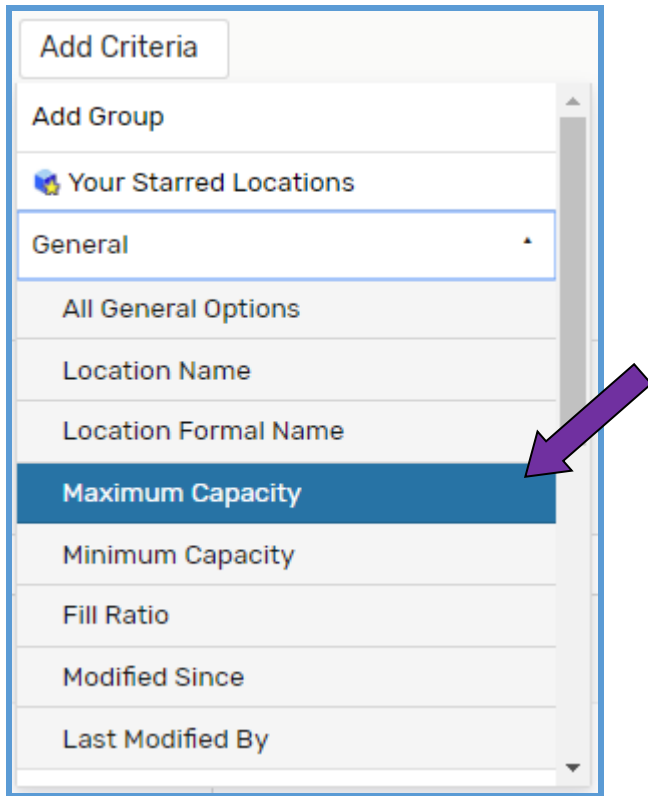 Add Criteria
Add Group
Your Starred Locations
General
All General Options
Location Name
Location Formal Name
Maximum Capacity
Minimum Capacity
Fill Ratio
Modified Since
Last Modified By